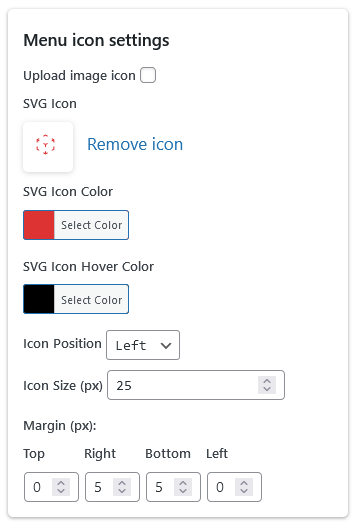 Menu icon settings
Upload image icon
SVG Icon
Remove icon
SVG Icon Color
Select Color
SVG Icon Hover Color
Select Color
Icon Position Left
Icon Size (px) 25
Margin (px):
Top Right Bottom Left
0 5 5 0